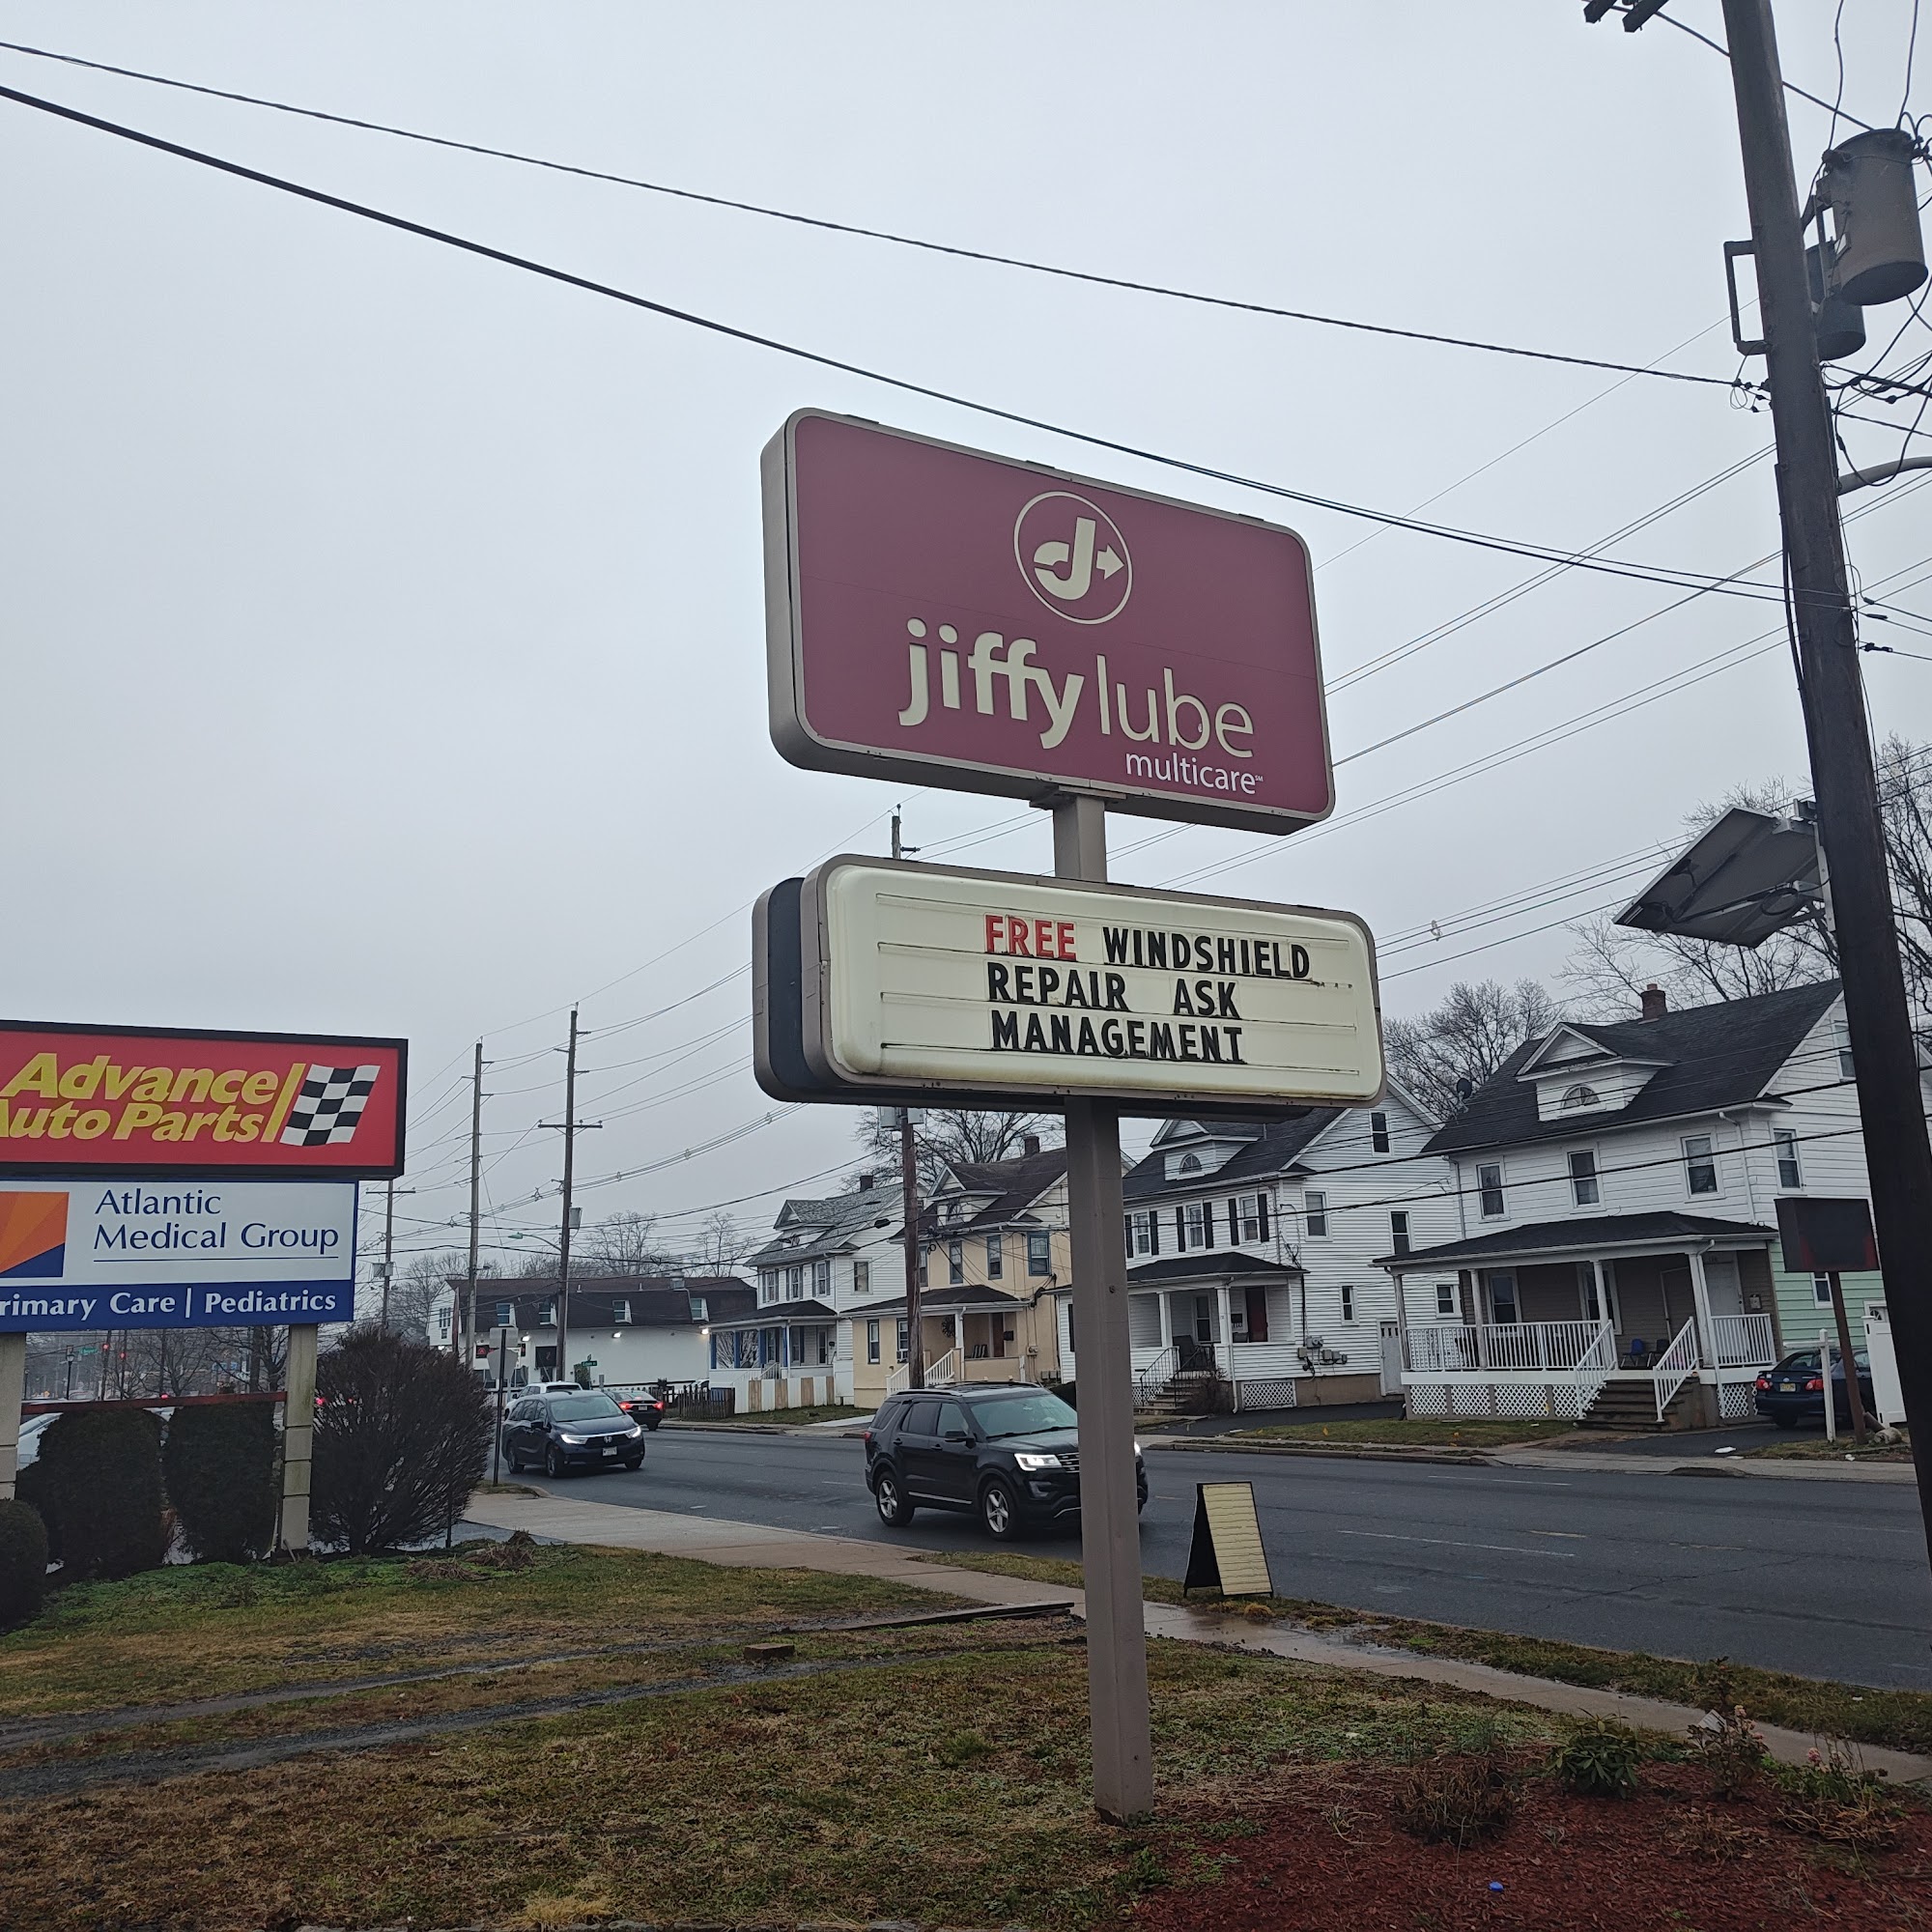 jiffy lube
multicare
FREE WINDSHIELD
REPAIR ASK
MANAGEMENT
Advance
Auto Parts
Atlantic
Medical Group
rimary Care | Pediatrics